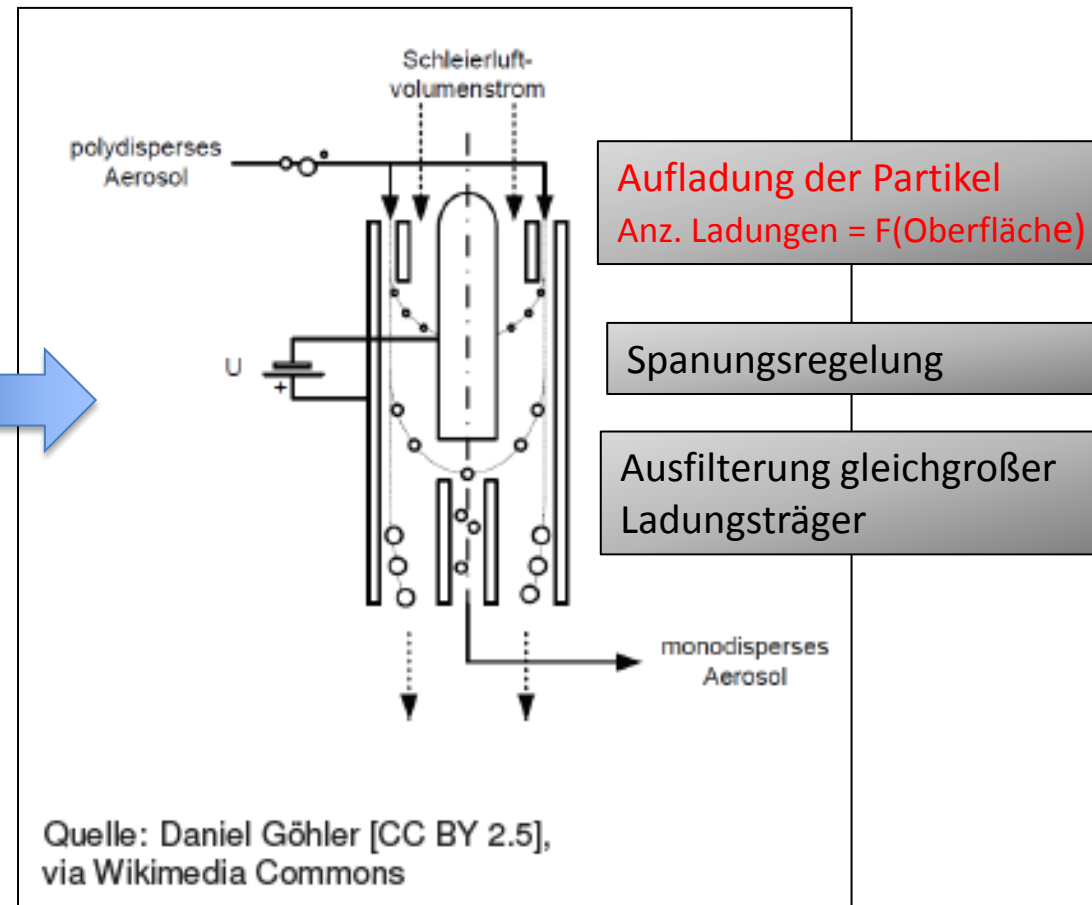 Schleierluft-
volumenstrom
polydisperses
Aerosol
Aufladung der Partikel
Anz. Ladungen = F(Oberfläche)
U
+
Spanungsregelung
Ausfilterung gleichgroßer
Ladungsträger
monodisperses
Aerosol
Quelle: Daniel Göhler [CC BY 2.5],
via Wikimedia Commons